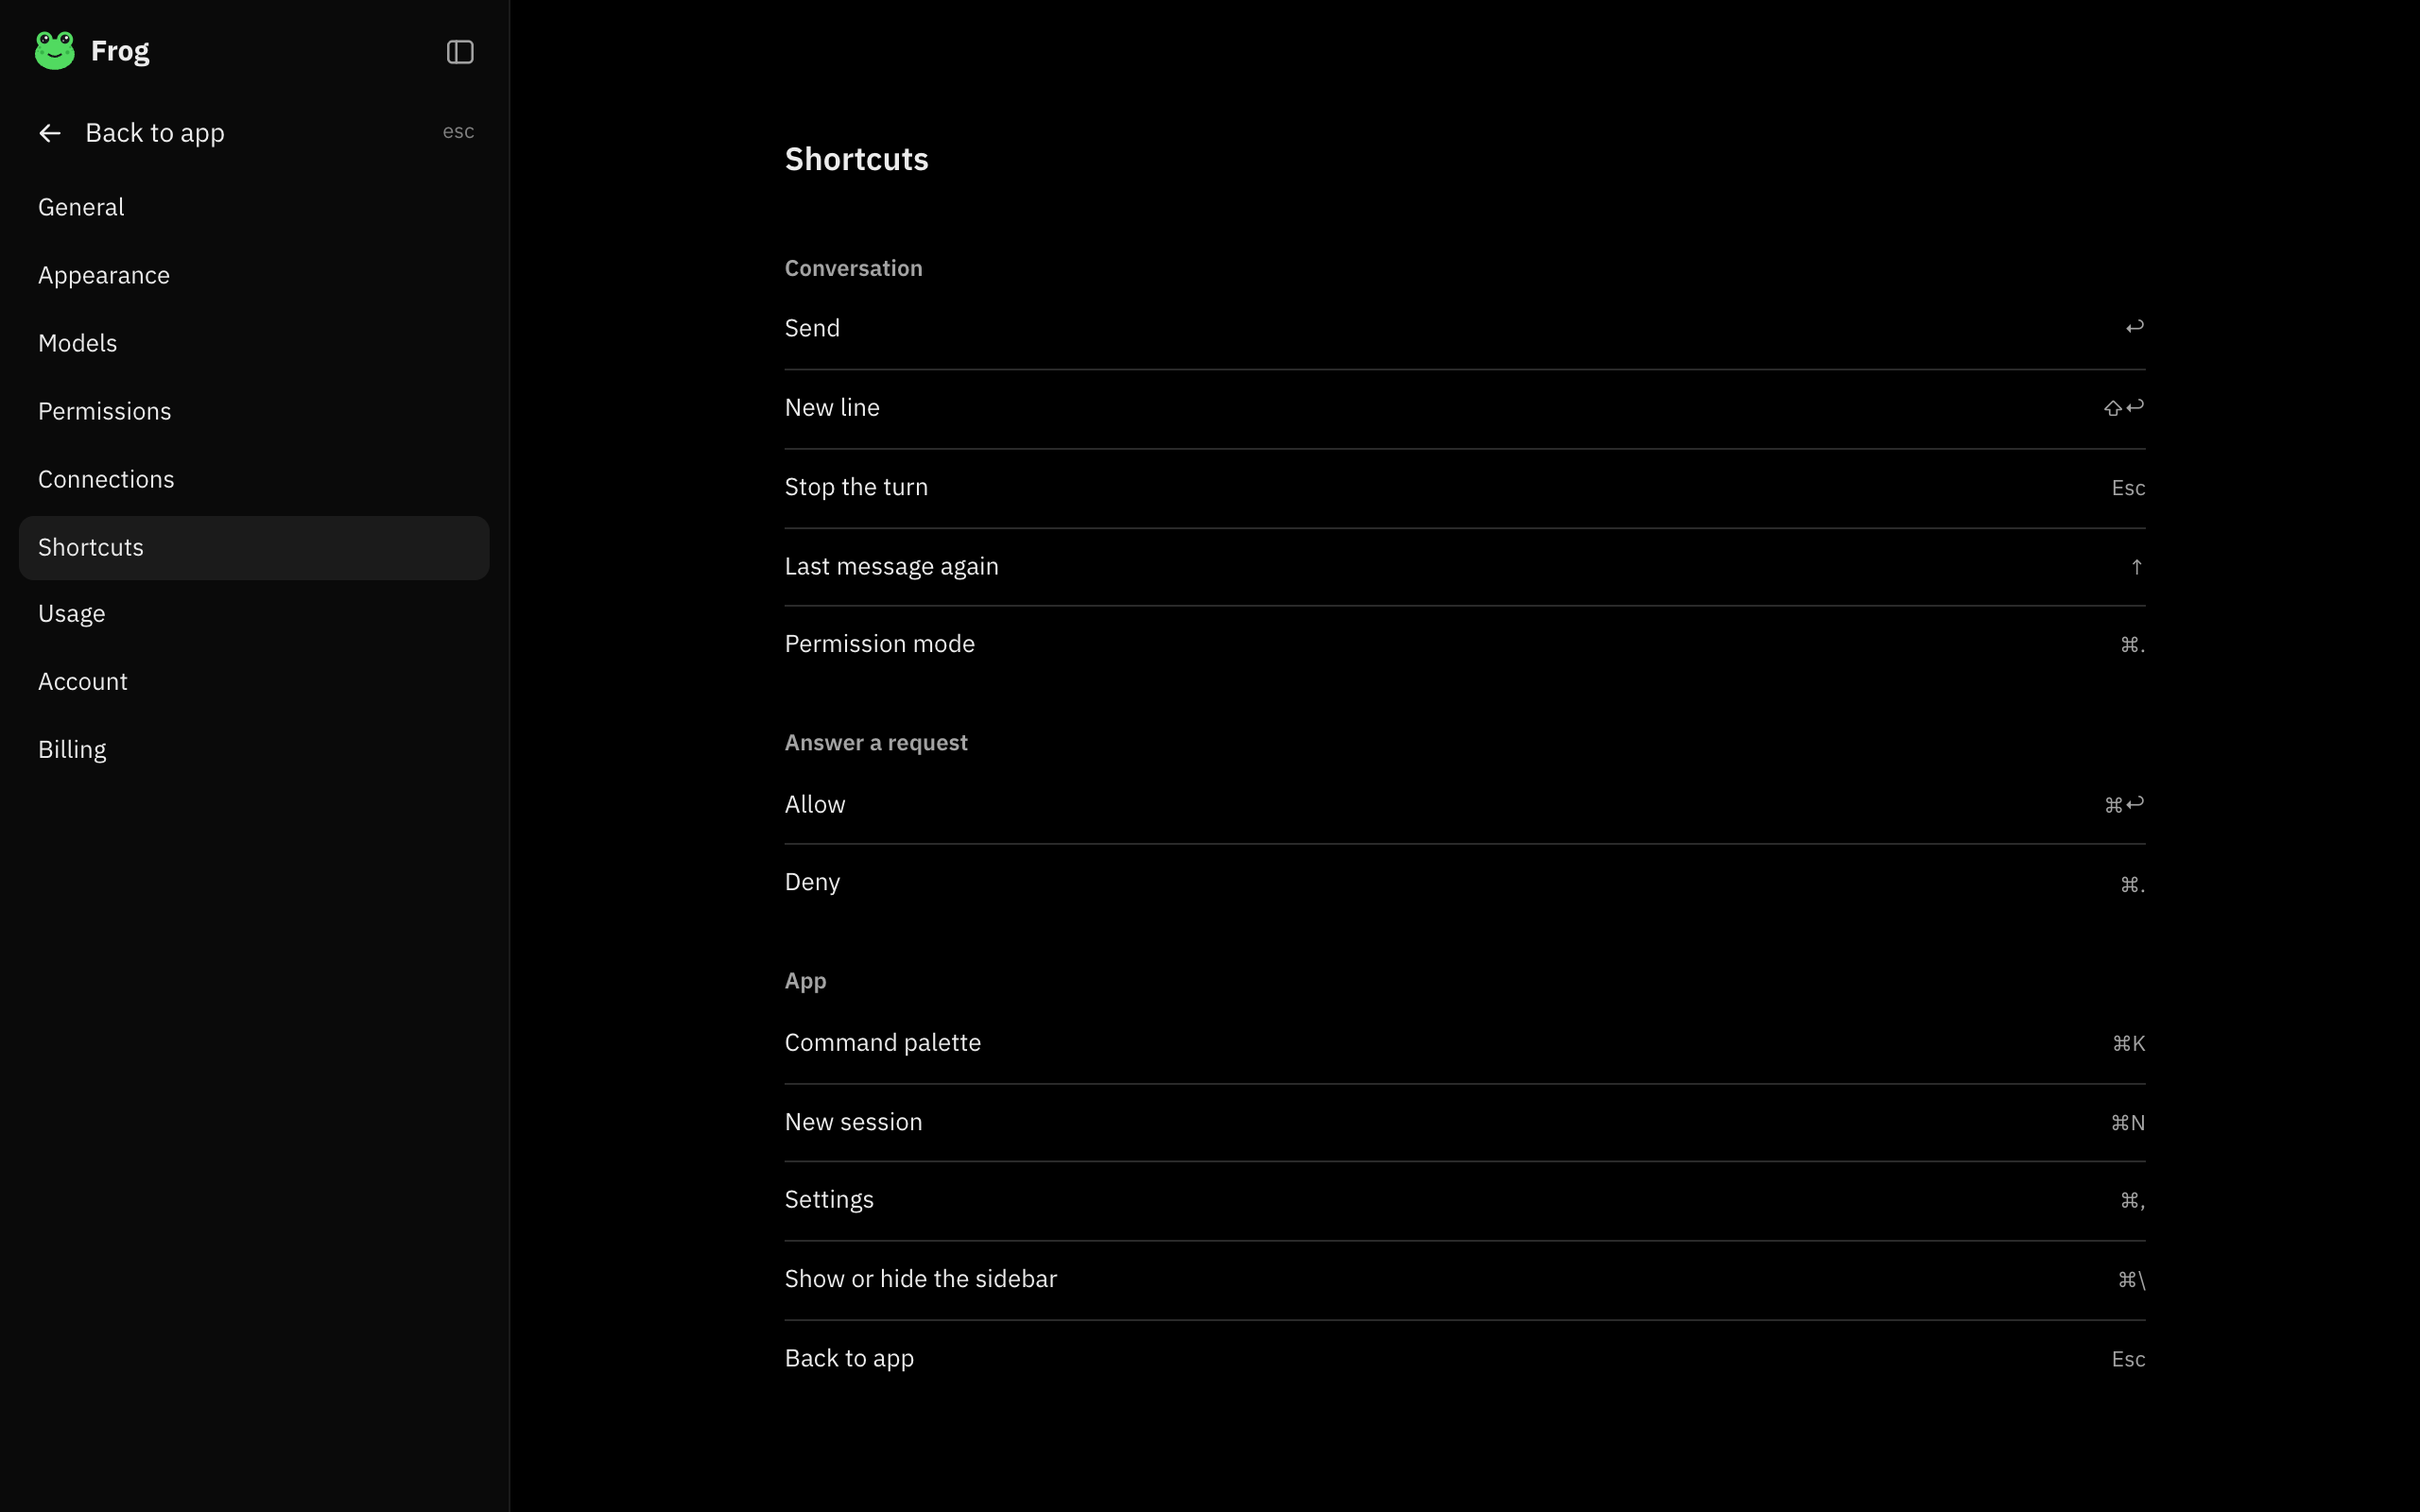 Frog
Back to app esc
General
Appearance
Models
Permissions
Connections
Shortcuts
Usage
Account
Billing
Shortcuts
Conversation
Send ↩
New line ⇧↩
Stop the turn Esc
Last message again ↑
Permission mode ⌘.
Answer a request
Allow ⌘↩
Deny ⌘.
App
Command palette ⌘K
New session ⌘N
Settings ⌘,
Show or hide the sidebar ⌘\
Back to app Esc